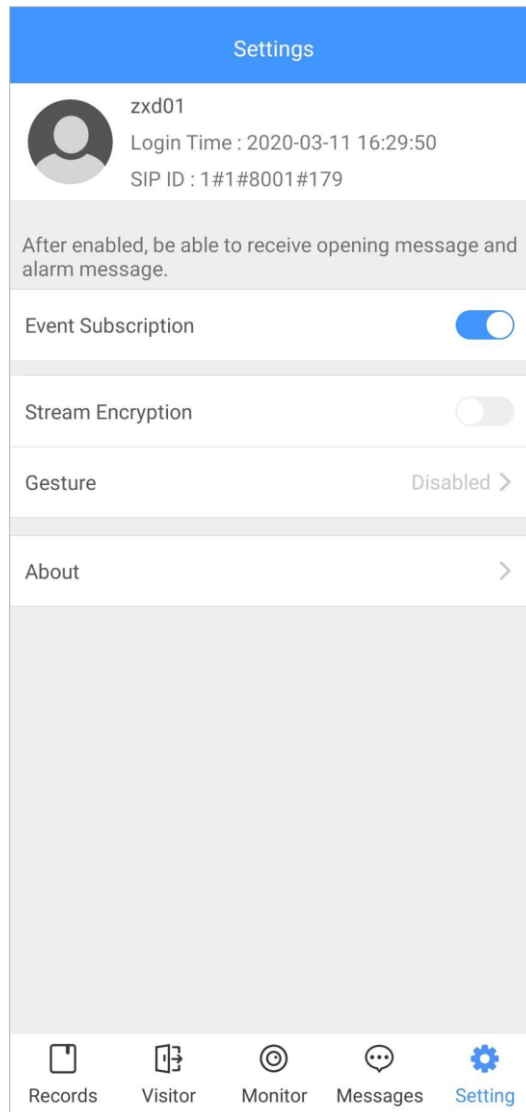 Settings
zxd01
Login Time : 2020-03-11 16:29:50
SIP ID : 1#1#8001#179
After enabled, be able to receive opening message and
alarm message.
Event Subscription
Stream Encryption
Gesture Disabled
About
Records Visitor Monitor Messages Setting